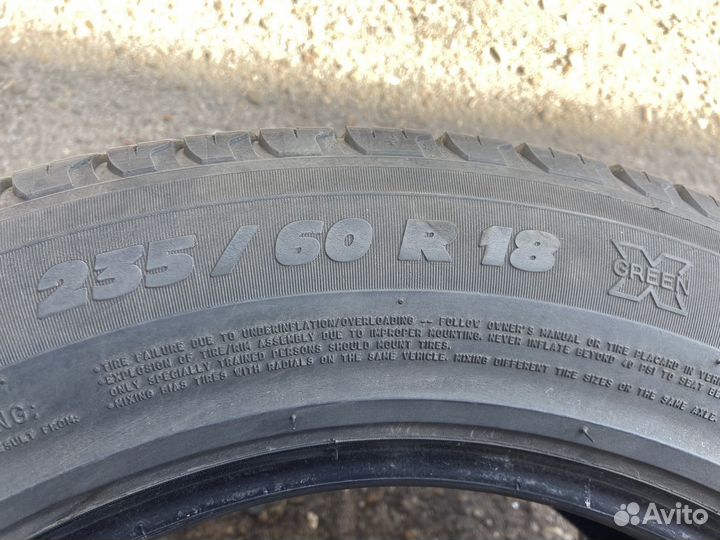 235 / 60 R 18
GREEN X
•TIRE FAILURE DUE TO UNDERINFLATION/OVERLOADING -- FOLLOW OWNER'S MANUAL OR TIRE PLACARD IN VEHI
•EXPLOSION OF TIRE/RIM ASSEMBLY DUE TO IMPROPER MOUNTING. NEVER INFLATE BEYOND 40 PSI TO SEAT BE
ONLY SPECIALLY TRAINED PERSONS SHOULD MOUNT TIRES.
•MIXING BIAS TIRES WITH RADIALS ON THE SAME VEHICLE. MIXING DIFFERENT TIRE SIZES ON THE SAME AXLE.
NG:
ESULT FROM:
Avito